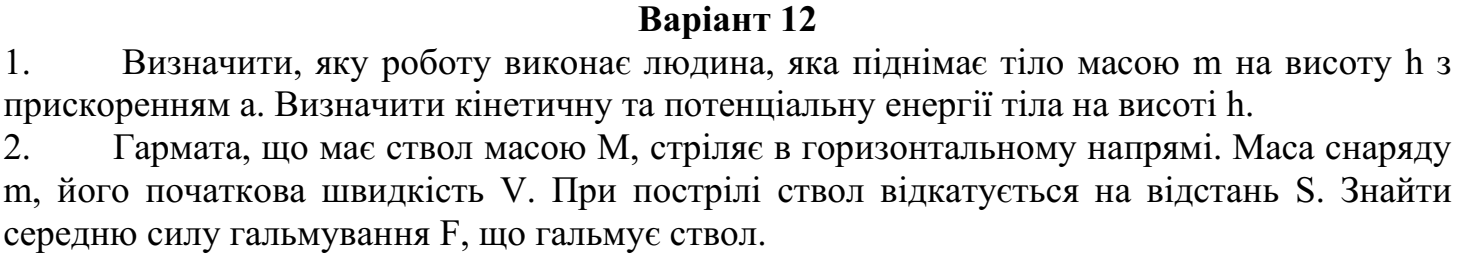 Варіант 12
1. Визначити, яку роботу виконає людина, яка піднімає тіло масою m на висоту h з
прискоренням a. Визначити кінетичну та потенціальну енергії тіла на висоті h.
2. Гармата, що має ствол масою М, стріляє в горизонтальному напрямі. Маса снаряду
m, його початкова швидкість V. При пострілі ствол відкатується на відстань S. Знайти
середню силу гальмування F, що гальмує ствол.